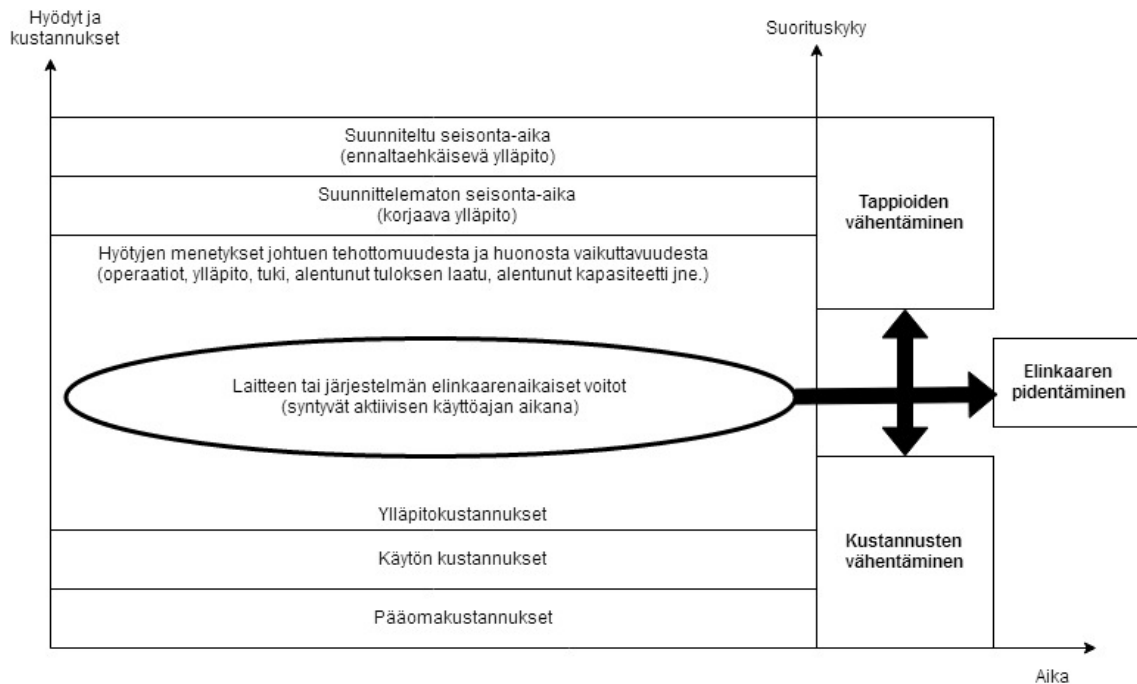 Hyödyt ja
kustannukset
Suorituskyky
Suunniteltu seisonta-aika
(ennaltaehkäisevä ylläpito)
Suunnittelematon seisonta-aika
(korjaava ylläpito)
Tappioiden
vähentäminen
Hyötyjen menetykset johtuen tehottomuudesta ja huonosta vaikuttavuudesta
(operaatiot, ylläpito, tuki, alentunut tuloksen laatu, alentunut kapasiteetti jne.)
Laitteen tai järjestelmän elinkaarenaikaiset voitot
(syntyvät aktiivisen käyttöajan aikana)
Elinkaaren
pidentäminen
Ylläpitokustannukset
Käytön kustannukset
Kustannusten
vähentäminen
Pääomakustannukset
Aika